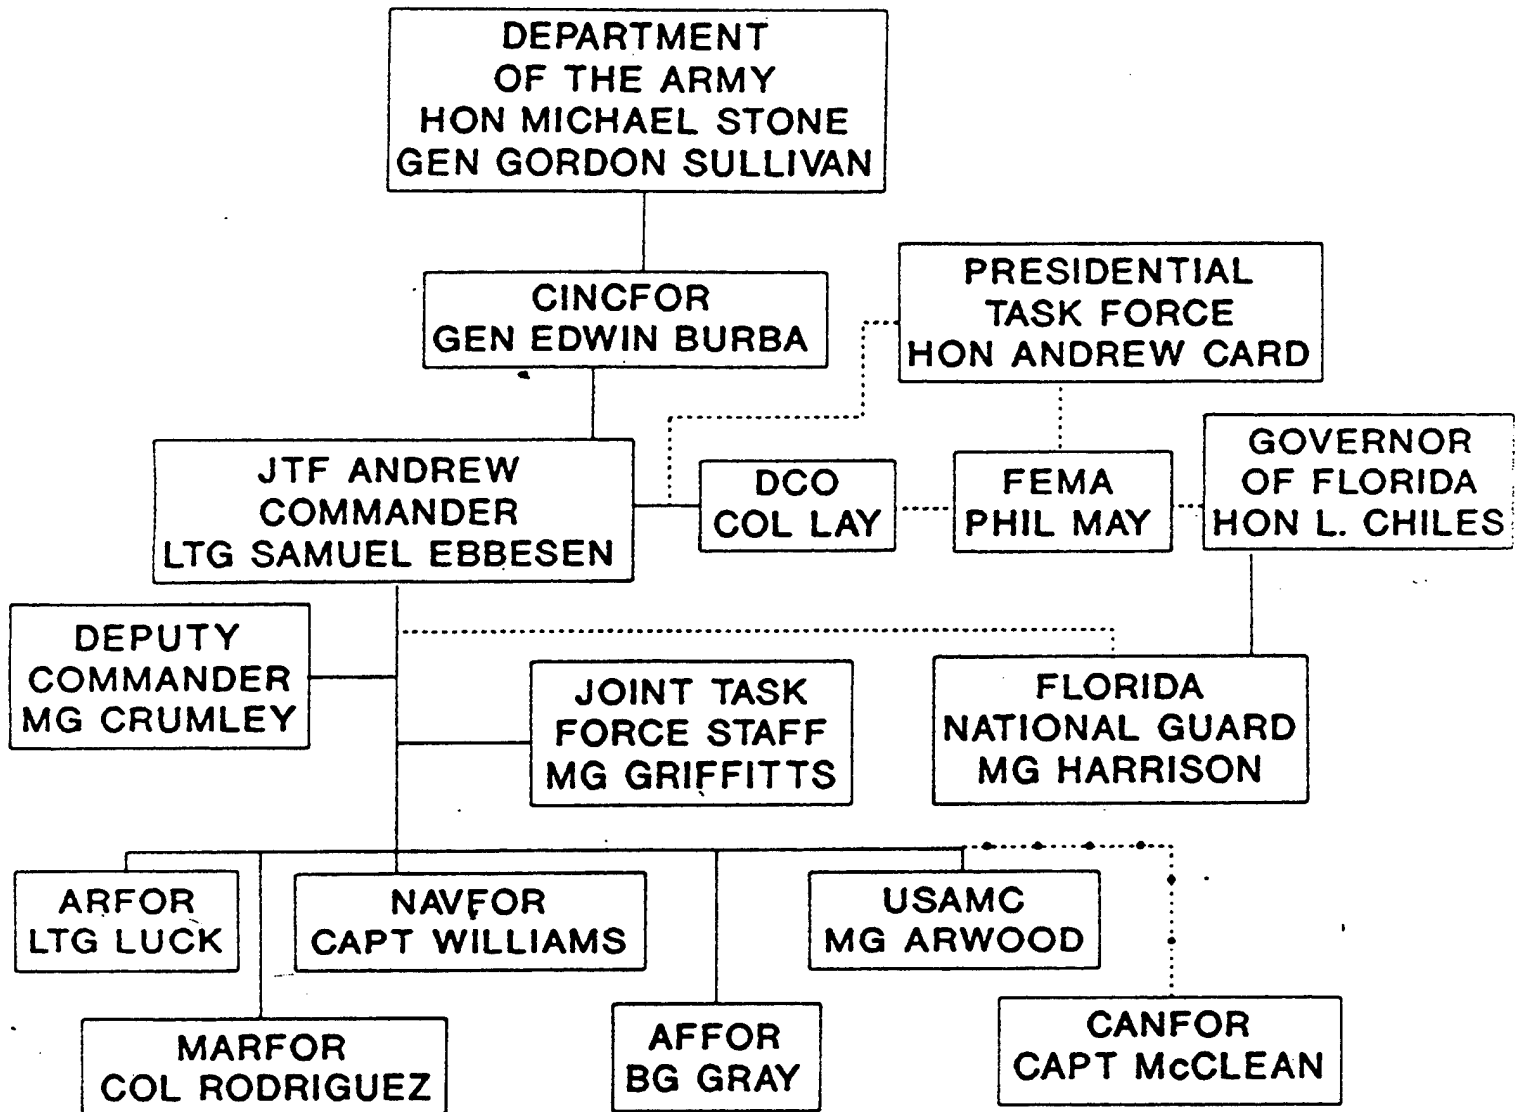 DEPARTMENT
OF THE ARMY
HON MICHAEL STONE
GEN GORDON SULLIVAN
CINCFOR
GEN EDWIN BURBA
PRESIDENTIAL
TASK FORCE
HON ANDREW CARD
JTF ANDREW
COMMANDER
LTG SAMUEL EBBESEN
DCO
COL LAY
FEMA
PHIL MAY
GOVERNOR
OF FLORIDA
HON L. CHILES
DEPUTY
COMMANDER
MG CRUMLEY
JOINT TASK
FORCE STAFF
MG GRIFFITTS
FLORIDA
NATIONAL GUARD
MG HARRISON
ARFOR
LTG LUCK
NAVFOR
CAPT WILLIAMS
USAMC
MG ARWOOD
MARFOR
COL RODRIGUEZ
AFFOR
BG GRAY
CANFOR
CAPT McCLEAN